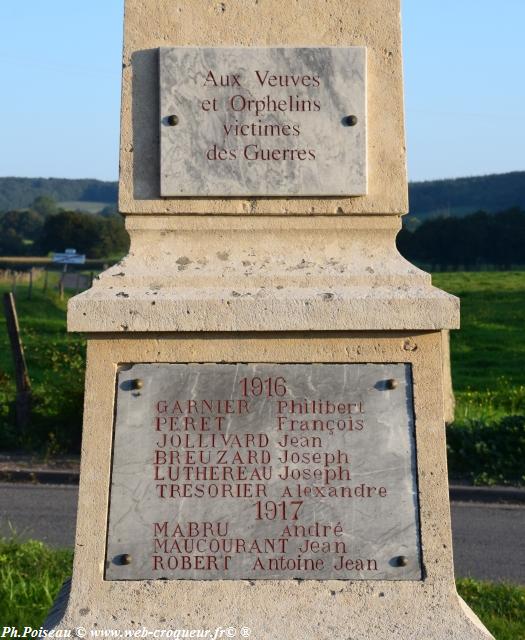 Aux Veuves
et Orphelins
victimes
des Guerres
1916
GARNIER Philibert
PERET François
JOLLIVARD Jean
BREUZARD Joseph
LUTHEREAU Joseph
TRESORIER Alexandre
1917
MABRU André
MAUCOURANT Jean
ROBERT Antoine Jean
Ph.Poiseau © www-web-croqueur.fr©®